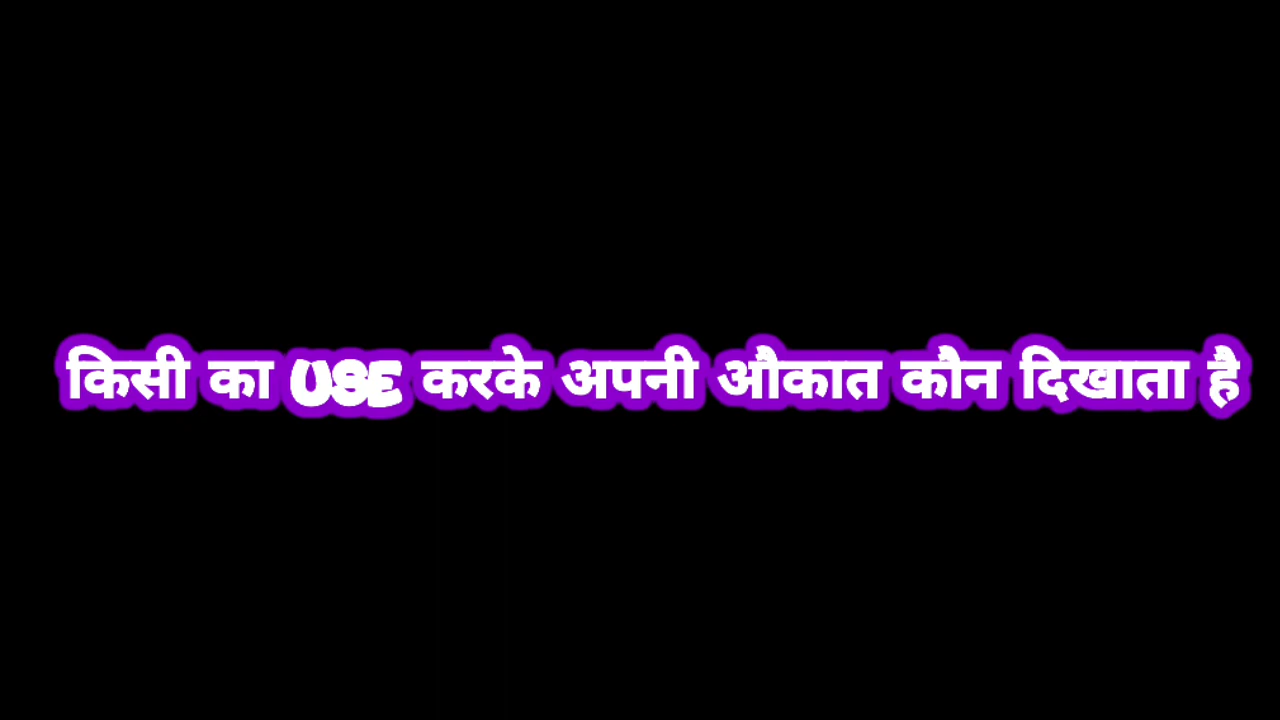 किसी का USE करके अपनी औकात कौन दिखाता है